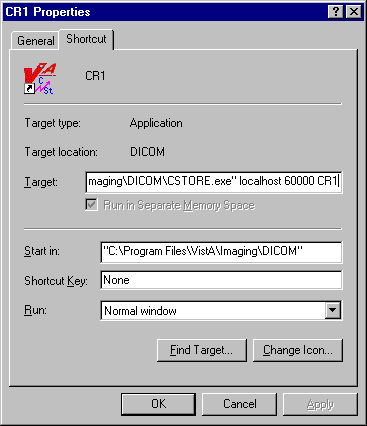 CR1 Properties
General Shortcut
V A
C
St
CR1
Target type: Application
Target location: DICOM
Target: maging\DICOM\CSTORE.exe" localhost 60000 CR1
Run in Separate Memory Space
Start in: "C:\Program Files\VistA\Imaging\DICOM"
Shortcut Key: None
Run: Normal window
Find Target... Change Icon...
OK Cancel Apply